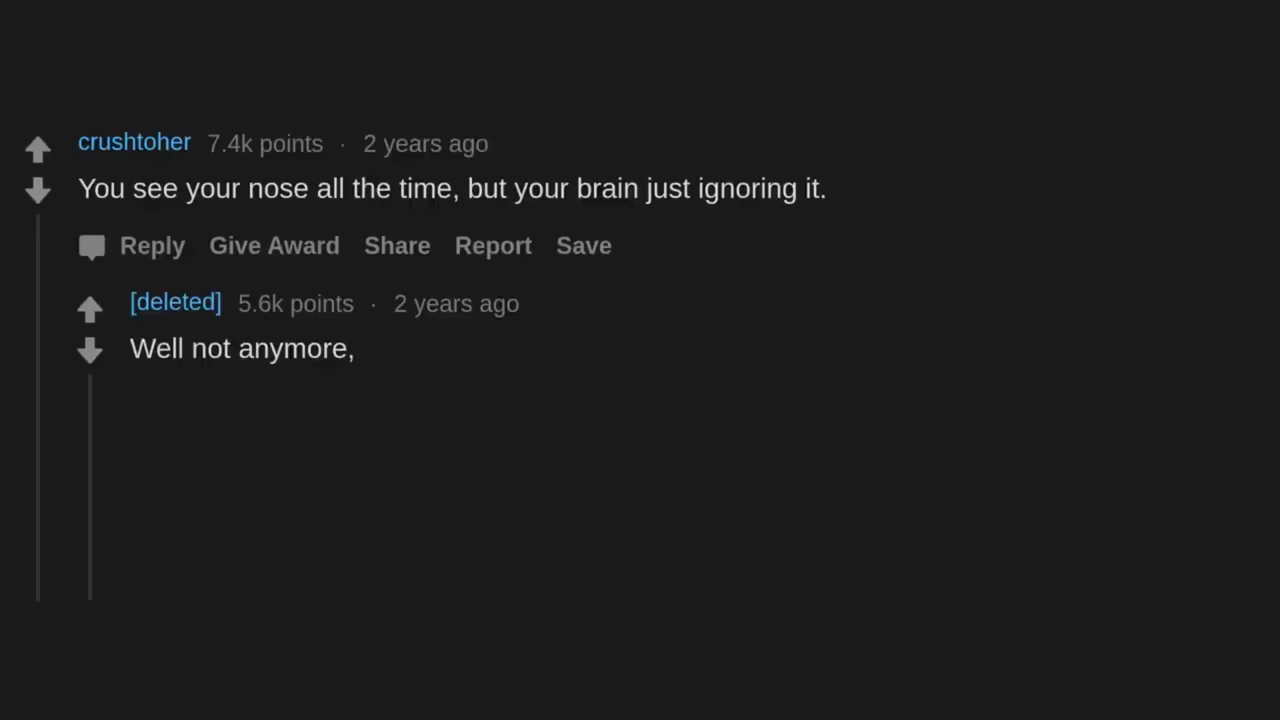 crushtoher 7.4k points · 2 years ago
You see your nose all the time, but your brain just ignoring it.
Reply Give Award Share Report Save
[deleted] 5.6k points · 2 years ago
Well not anymore,